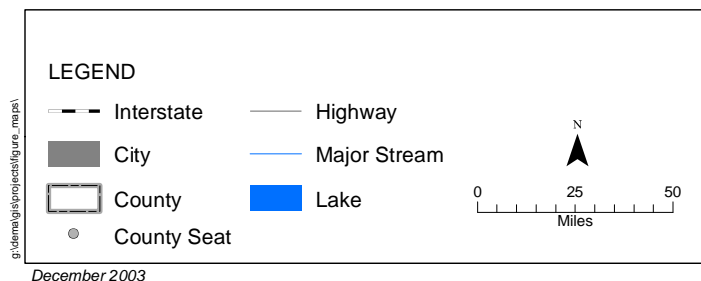 LEGEND
Interstate
Highway
City
Major Stream
County
Lake
County Seat
N
0 25 50
Miles
g:\dema\gis\projects\figure_maps\
December 2003